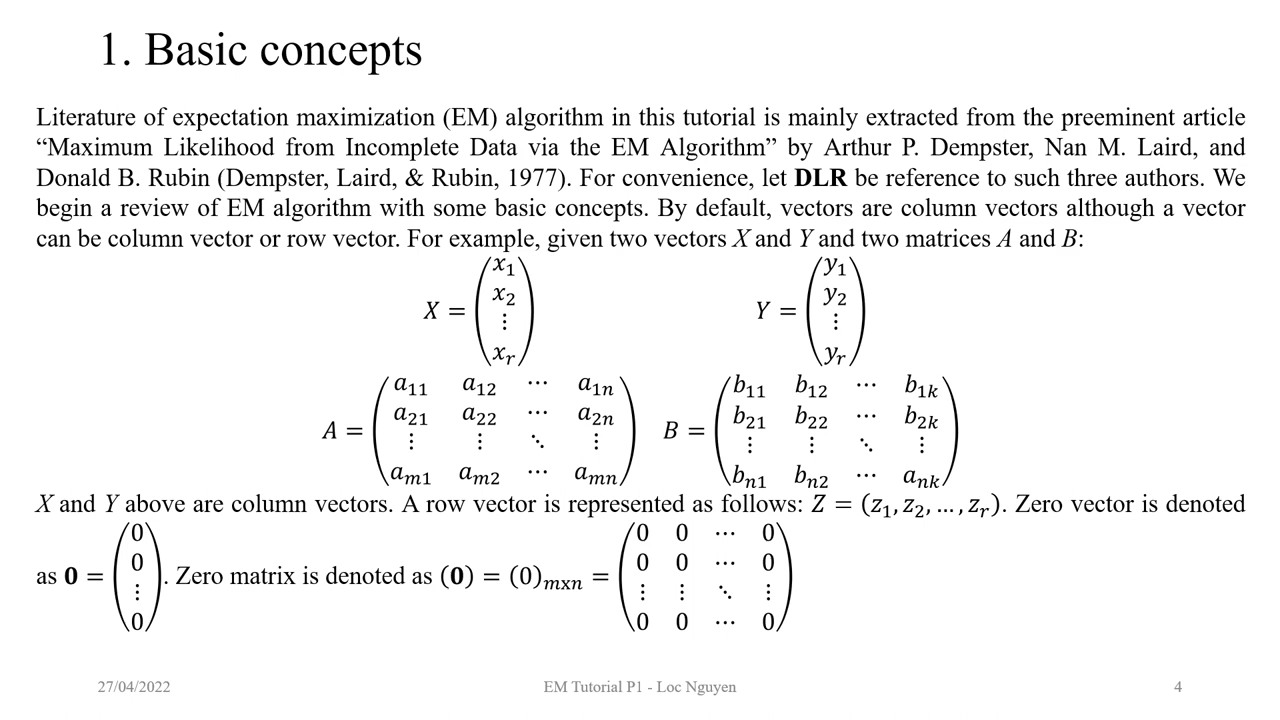 1. Basic concepts
Literature of expectation maximization (EM) algorithm in this tutorial is mainly extracted from the preeminent article
“Maximum Likelihood from Incomplete Data via the EM Algorithm” by Arthur P. Dempster, Nan M. Laird, and
Donald B. Rubin (Dempster, Laird, & Rubin, 1977). For convenience, let DLR be reference to such three authors. We
begin a review of EM algorithm with some basic concepts. By default, vectors are column vectors although a vector
can be column vector or row vector. For example, given two vectors X and Y and two matrices A and B:
X = (x₁ x₂ ⋮ xᵣ) Y = (y₁ y₂ ⋮ yᵣ)
a₁₁ a₁₂ ⋯ a₁ₙ b₁₁ b₁₂ ⋯ b₁ₖ
a₂₁ a₂₂ ⋯ a₂ₙ b₂₁ b₂₂ ⋯ b₂ₖ
A = ⋮ ⋮ ⋱ ⋮ B = ⋮ ⋮ ⋱ ⋮
aₘ₁ aₘ₂ ⋯ aₘₙ bₙ₁ bₙ₂ ⋯ aₙₖ
X and Y above are column vectors. A row vector is represented as follows: Z = (z₁, z₂, … , zᵣ). Zero vector is denoted
as 0 = (0 0 ⋮ 0). Zero matrix is denoted as (0) = (0)ₘₓₙ =
0 0 ⋯ 0
0 0 ⋯ 0
⋮ ⋮ ⋱ ⋮
0 0 ⋯ 0
27/04/2022 EM Tutorial P1 - Loc Nguyen 4